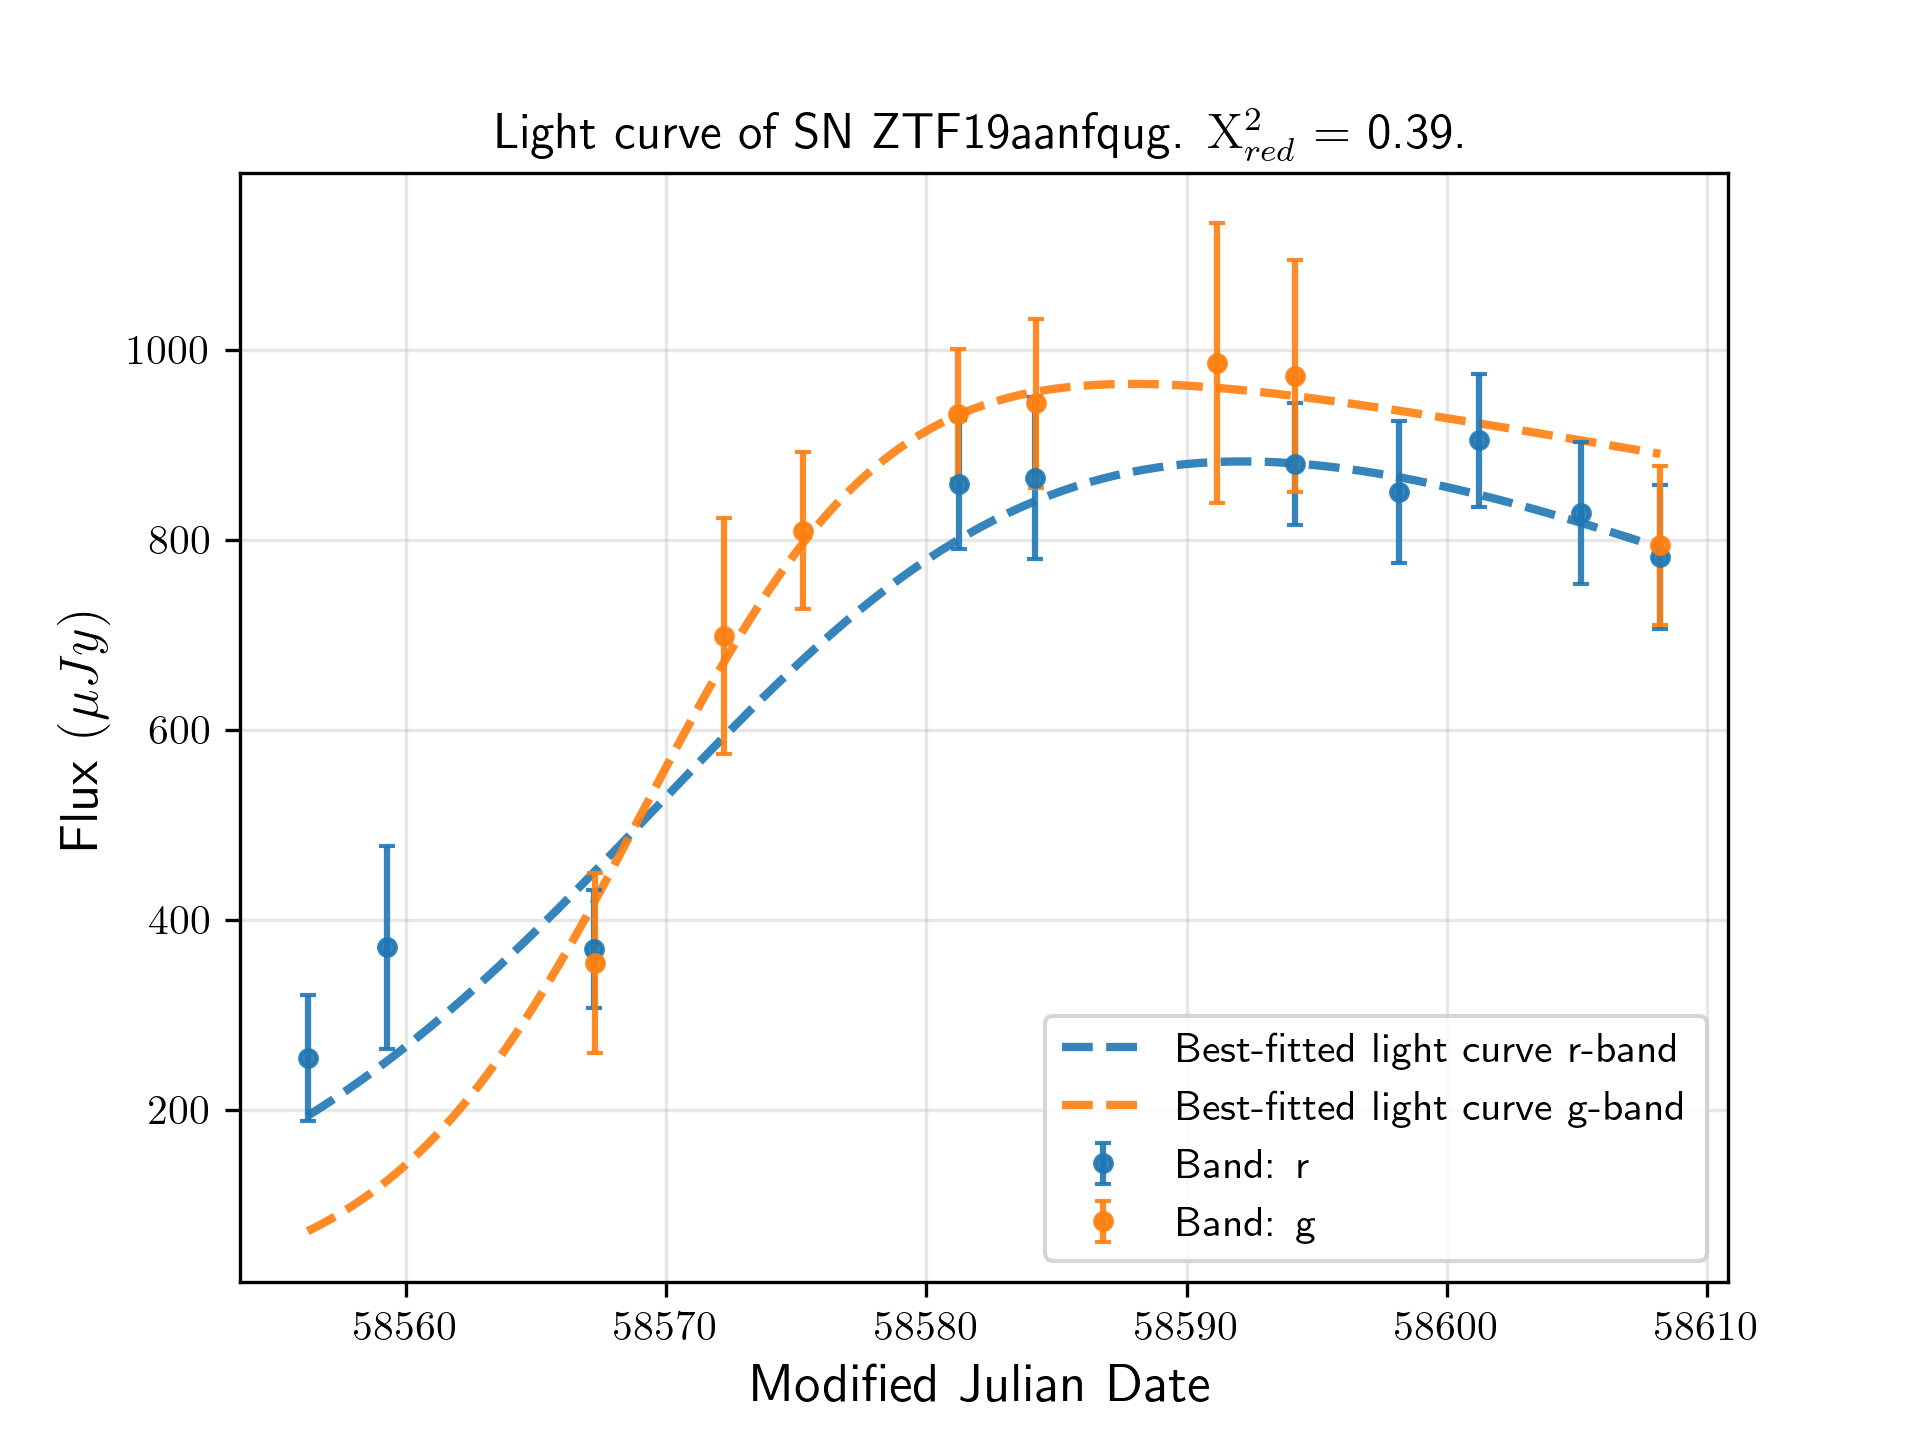 Light curve of SN ZTF19aanfqug. X²_red = 0.39.
1000
800
600
400
200
Flux (μJy)
58560 58570 58580 58590 58600 58610
Modified Julian Date
Best-fitted light curve r-band
Best-fitted light curve g-band
Band: r
Band: g